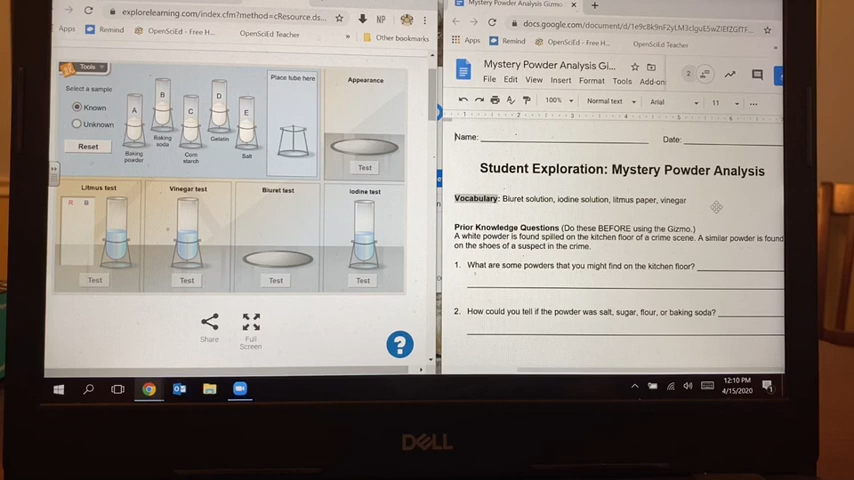 explorelearning.com/index.cfm?method=cResource.ds...
NP
Apps
Remind
OpenSciEd - Free H...
OpenSciEd Teacher
»
Other bookmarks
Tools
Select a sample
Known
Unknown
Reset
A
Baking powder
B
Baking soda
C
Corn starch
D
Gelatin
E
Salt
Place tube here
Appearance
Test
Litmus test
R B
Test
Vinegar test
Test
Biuret test
Test
Iodine test
Test
Share
Full
Screen
?
Mystery Powder Analysis Gizmo
Apps
Remind
OpenSciEd - Free H...
OpenSciEd Teacher
Mystery Powder Analysis Gi...
File Edit View Insert Format Tools Add-on
2
100%
Normal text
Arial
11
Name:
Date:
Student Exploration: Mystery Powder Analysis
Vocabulary: Biuret solution, iodine solution, litmus paper, vinegar
Prior Knowledge Questions (Do these BEFORE using the Gizmo.)
A white powder is found spilled on the kitchen floor of a crime scene. A similar powder is found
on the shoes of a suspect in the crime.
1. What are some powders that you might find on the kitchen floor?
2. How could you tell if the powder was salt, sugar, flour, or baking soda?
12:10 PM
4/15/2020
DELL